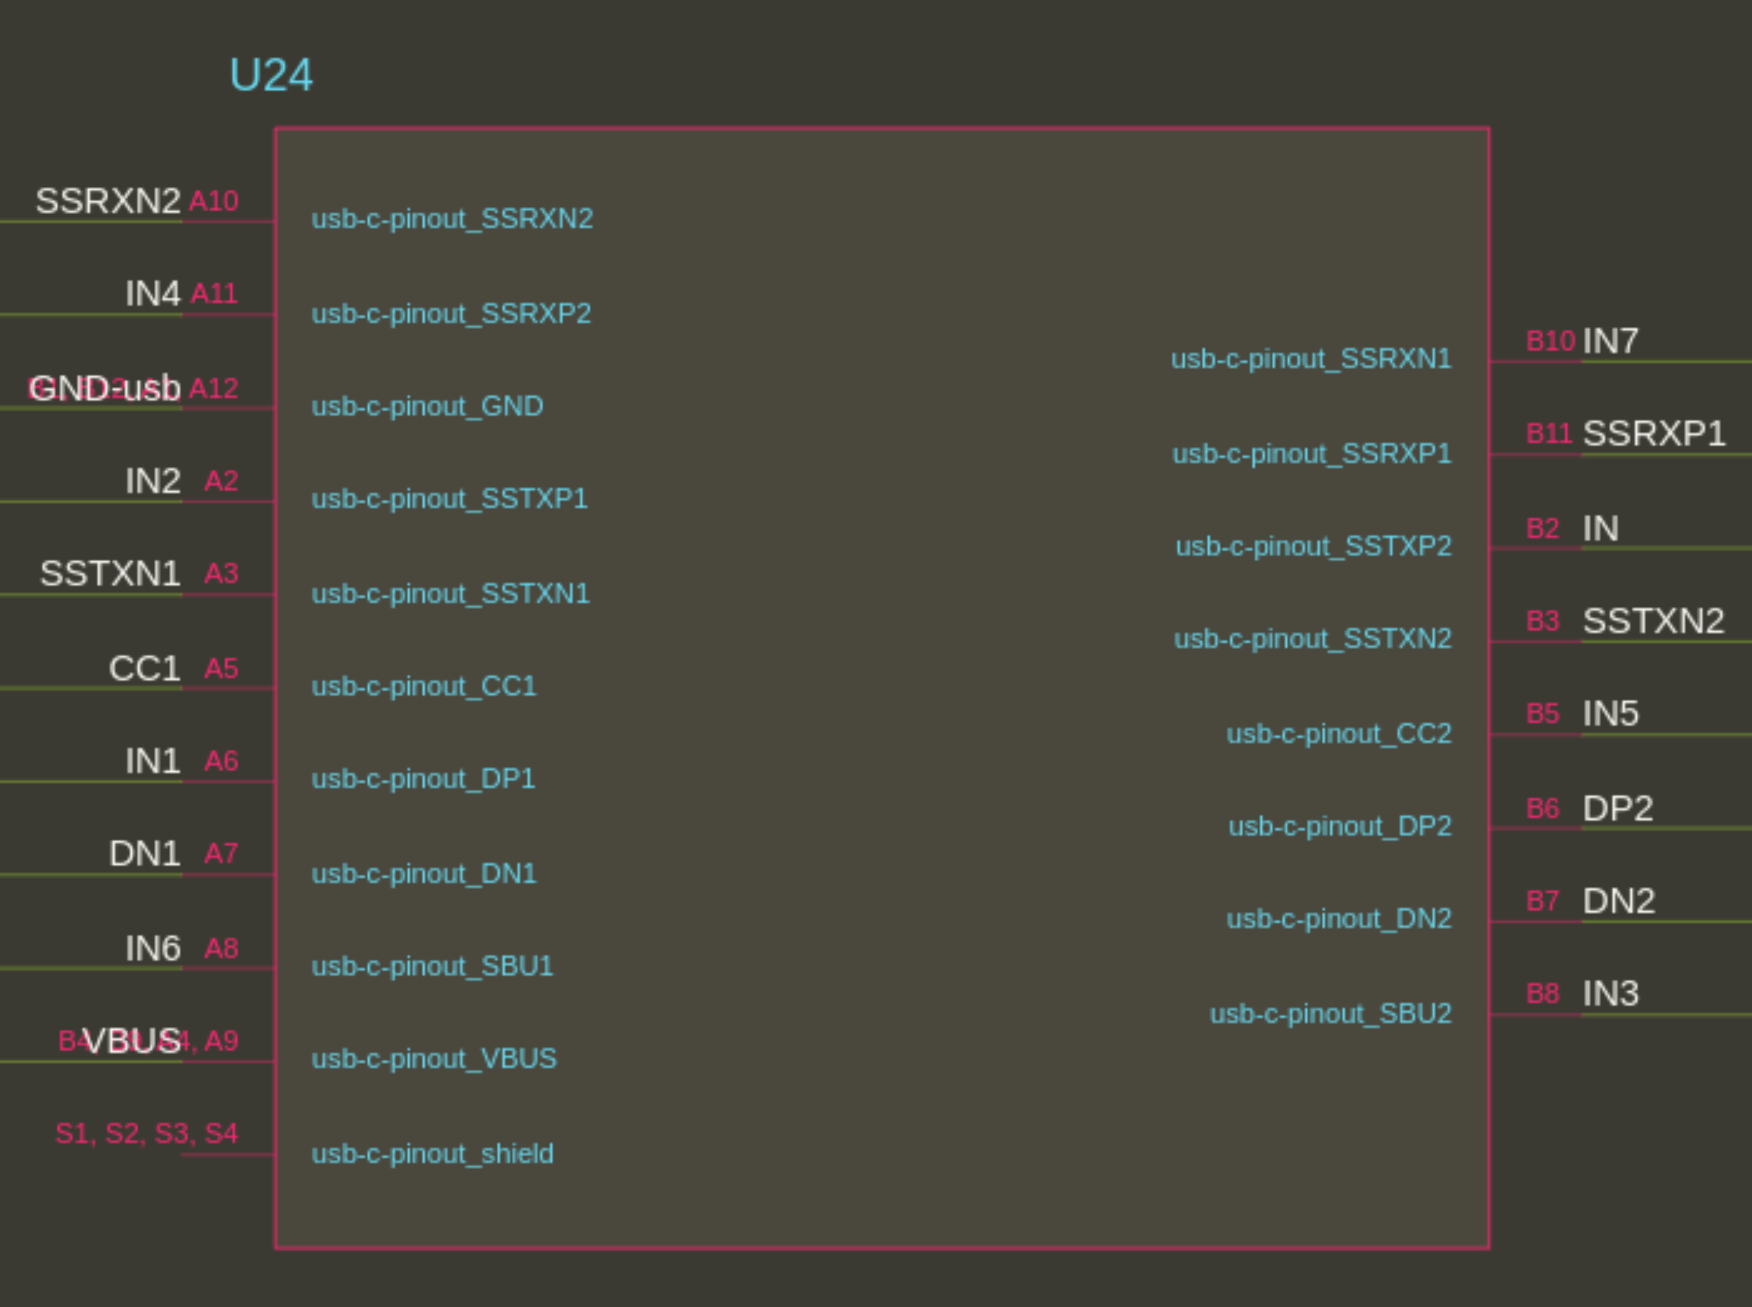 U24
SSRXN2 A10 usb-c-pinout_SSRXN2
IN4 A11 usb-c-pinout_SSRXP2
GND-usb A12 usb-c-pinout_GND
IN2 A2 usb-c-pinout_SSTXP1
SSTXN1 A3 usb-c-pinout_SSTXN1
CC1 A5 usb-c-pinout_CC1
IN1 A6 usb-c-pinout_DP1
DN1 A7 usb-c-pinout_DN1
IN6 A8 usb-c-pinout_SBU1
VBUS A9 usb-c-pinout_VBUS
S1, S2, S3, S4 usb-c-pinout_shield
usb-c-pinout_SSRXN1 B10 IN7
usb-c-pinout_SSRXP1 B11 SSRXP1
usb-c-pinout_SSTXP2 B2 IN
usb-c-pinout_SSTXN2 B3 SSTXN2
usb-c-pinout_CC2 B5 IN5
usb-c-pinout_DP2 B6 DP2
usb-c-pinout_DN2 B7 DN2
usb-c-pinout_SBU2 B8 IN3